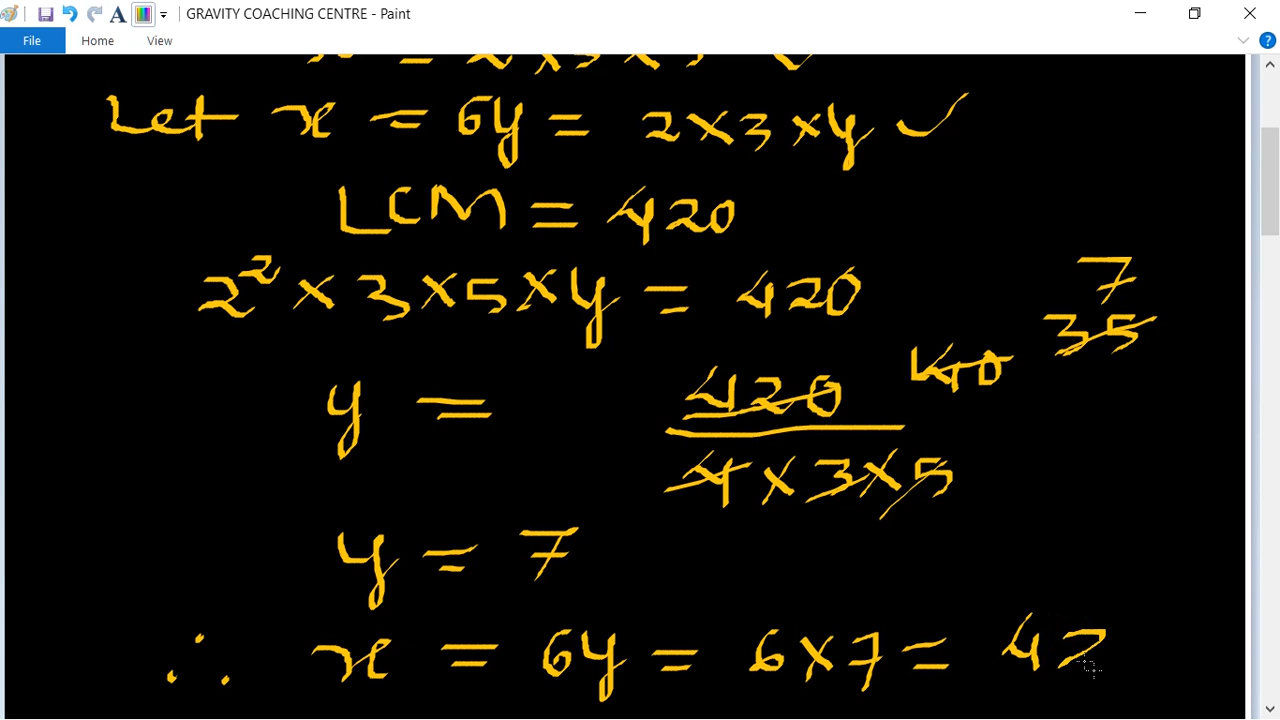 GRAVITY COACHING CENTRE - Paint
File Home View
Let x = 6y = 2×3×y ✓
LCM = 420
2² × 3 × 5 × y = 420
7
35
140
y = 420
4 × 3 × 5
y = 7
∴ x = 6y = 6×7 = 42